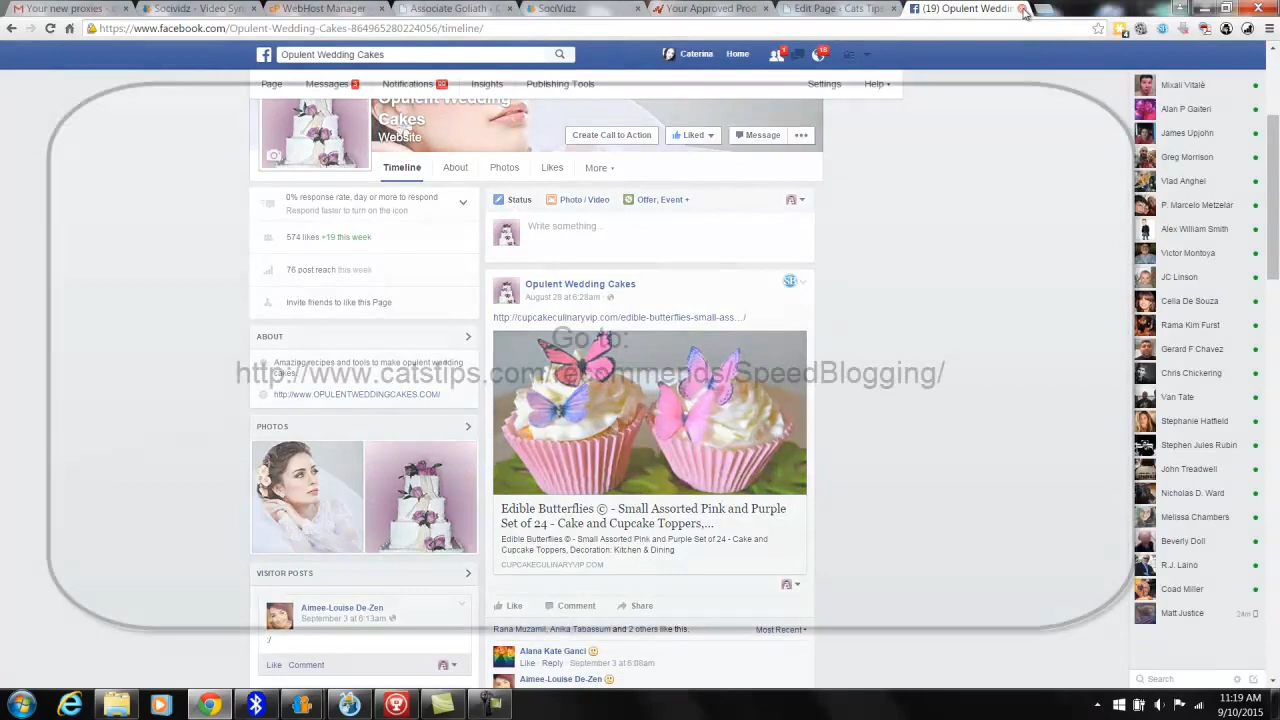 Your new proxies -
Socividz - Video Syn
WebHost Manager
Associate Goliath - C
SociVidz
Your Approved Prod
Edit Page ‹ Cats Tips
(19) Opulent Weddin
https://www.facebook.com/Opulent-Wedding-Cakes-864965280224056/timeline/
4
Opulent Wedding Cakes
Caterina
Home
1
18
Page
Messages 3
Notifications
Insights
Publishing Tools
Settings
Help
Opulent Wedding
Cakes
Website
Create Call to Action
Liked
Message
Timeline
About
Photos
Likes
More
0% response rate, day or more to respond
Respond faster to turn on the icon
574 likes +19 this week
76 post reach this week
Invite friends to like this Page
ABOUT
Amazing recipes and tools to make opulent wedding
cakes.
http://www.OPULENTWEDDINGCAKES.COM/
PHOTOS
VISITOR POSTS
Aimee-Louise De-Zen
September 3 at 6:13am
:/
Like Comment
Status
Photo / Video
Offer, Event +
Write something...
Opulent Wedding Cakes
August 28 at 6:28am
http://cupcakeculinaryvip.com/edible-butterflies-small-ass…/
Go to:
http://www.catstips.com/recommends/SpeedBlogging/
Edible Butterflies © - Small Assorted Pink and Purple
Set of 24 - Cake and Cupcake Toppers,...
Edible Butterflies © - Small Assorted Pink and Purple Set of 24 - Cake and
Cupcake Toppers, Decoration: Kitchen & Dining
CUPCAKECULINARYVIP.COM
Like
Comment
Share
Rana Muzamil, Anika Tabassum and 2 others like this.
Most Recent
Alana Kate Ganci
Like Reply September 3 at 6:08am
Aimee-Louise De-Zen
Mixali Vitalé
Alan P Gaiteri
James Upjohn
Greg Morrison
Vlad Anghel
P. Marcelo Metzelar
Alex William Smith
Victor Montoya
JC Linson
Celia De Souza
Rama Kim Furst
Gerard F Chavez
Chris Chickering
Van Tate
Stephanie Hatfield
Stephen Jules Rubin
John Treadwell
Nicholas D. Ward
Melissa Chambers
Beverly Doll
R.J. Laino
Coad Miller
Matt Justice
24m
Search
11:19 AM
9/10/2015